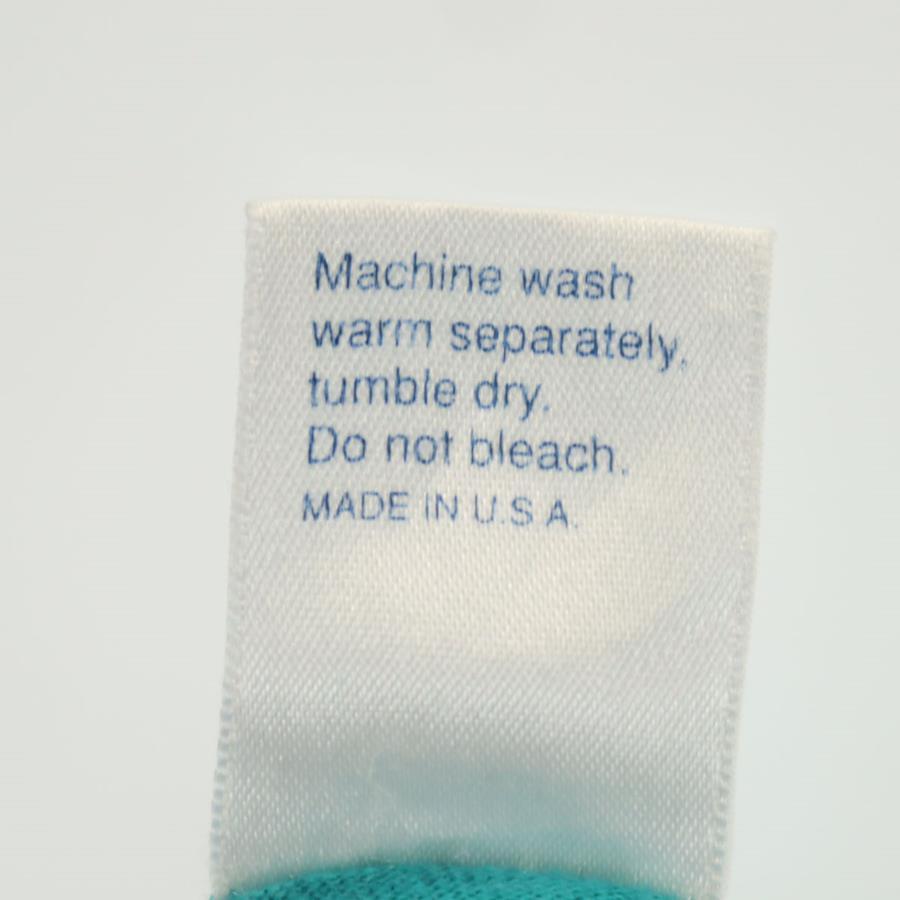 Machine wash
warm separately,
tumble dry.
Do not bleach.
MADE IN U.S A.